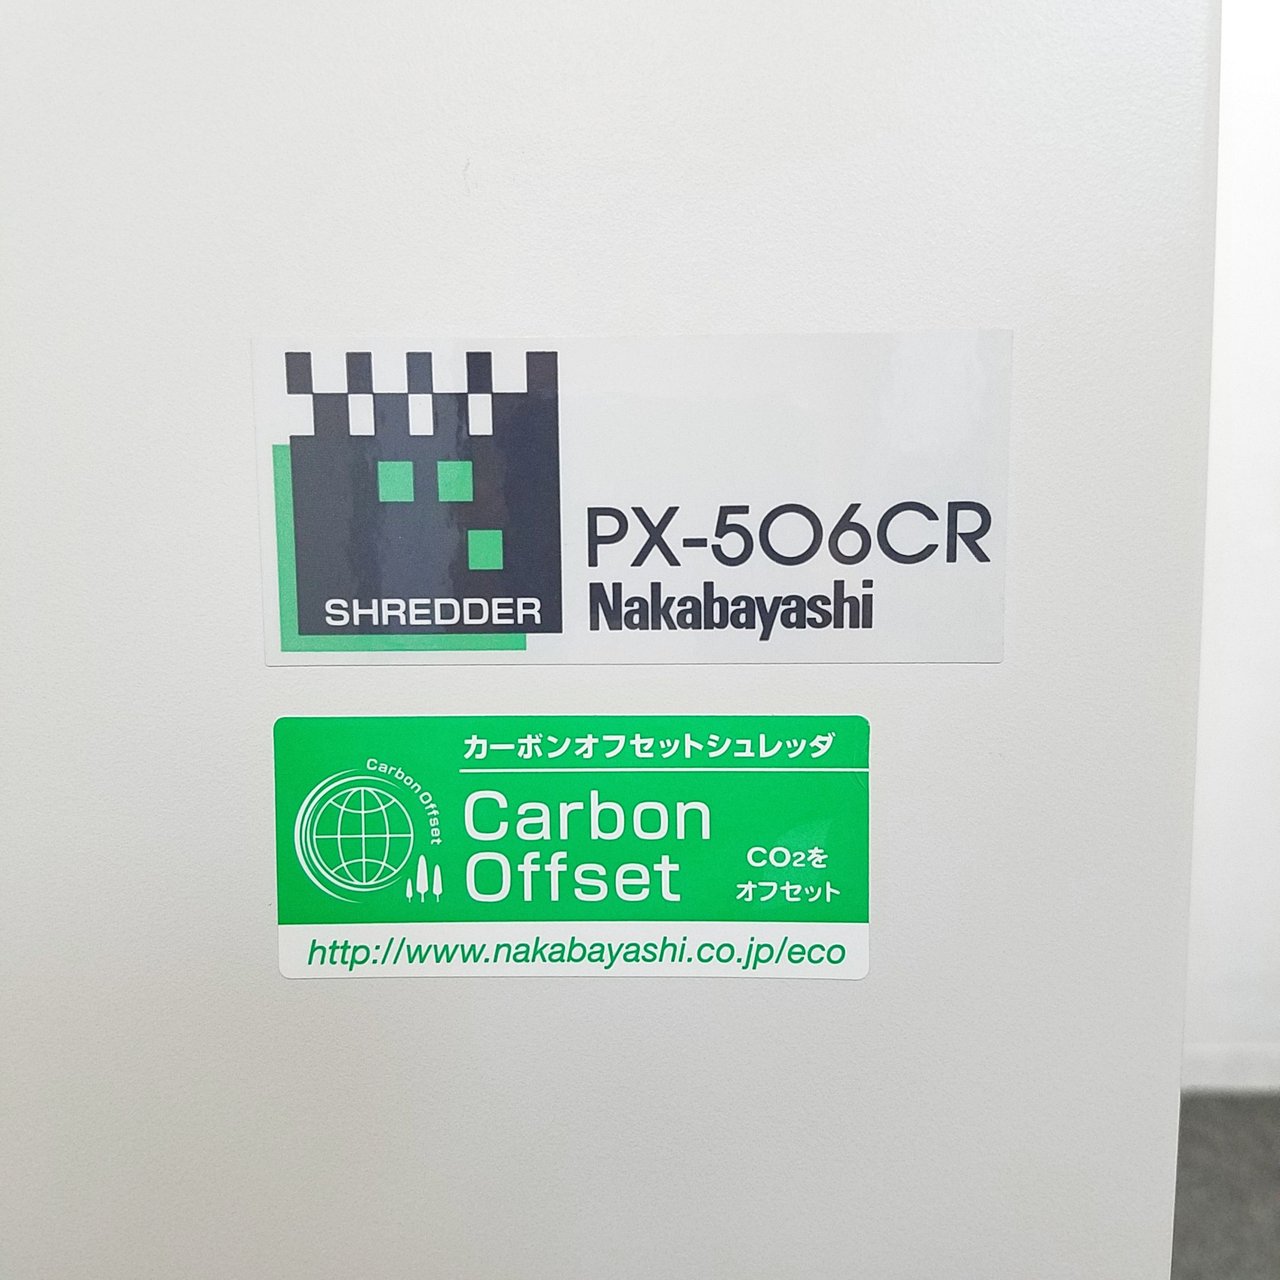 SHREDDER
PX-506CR
Nakabayashi
カーボンオフセットシュレッダ
Carbon Offset
Carbon
Offset
CO2を
オフセット
http://www.nakabayashi.co.jp/eco